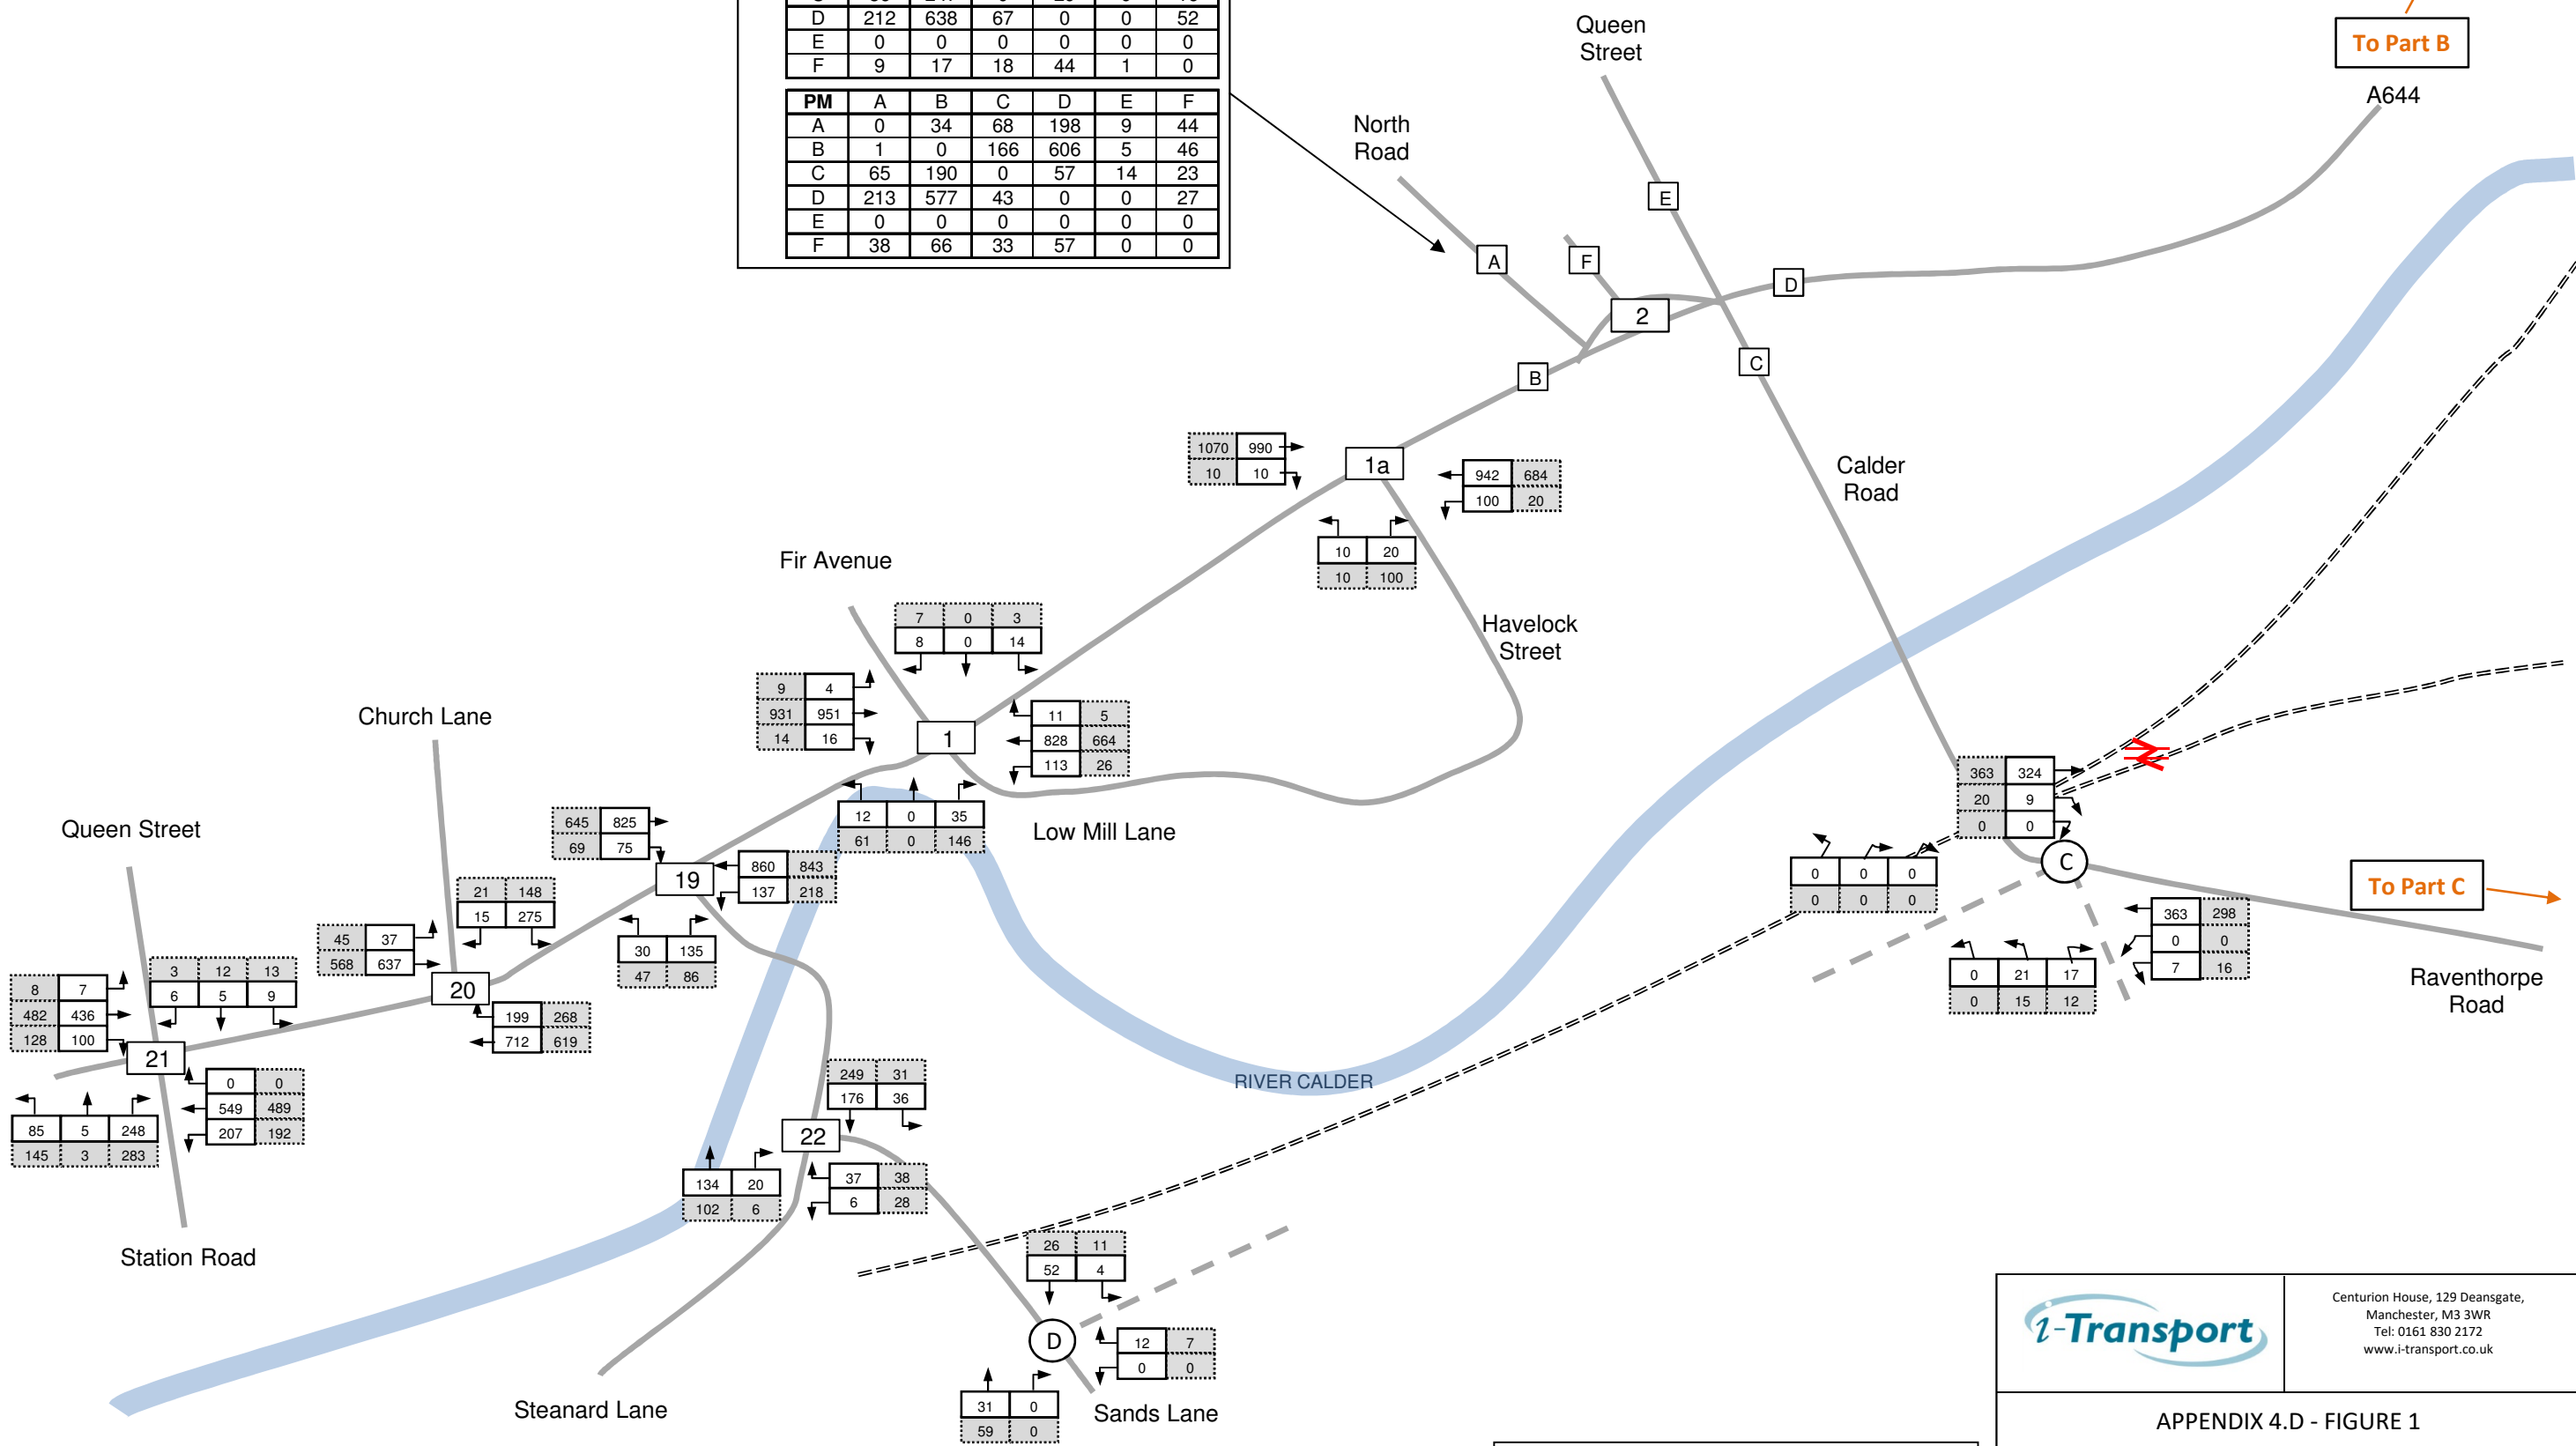 D 212 638 67 0 0 52
E 0 0 0 0 0 0
F 9 17 18 44 1 0
PM A B C D E F
A 0 34 68 198 9 44
B 1 0 166 606 5 46
C 65 190 0 57 14 23
D 213 577 43 0 0 27
E 0 0 0 0 0 0
F 38 66 33 57 0 0
Queen
Street
To Part B
A644
North
Road
E
A
F
D
2
C
B
1070 990
10 10
1a
942 684
100 20
10 20
10 100
Calder
Road
Havelock
Street
Fir Avenue
7 0 3
8 0 14
9 4
931 951
14 16
1
11 5
828 664
113 26
12 0 35
61 0 146
Low Mill Lane
Church Lane
Queen Street
645 825
69 75
19
860 843
137 218
30 135
47 86
21 148
15 275
45 37
568 637
20
199 268
712 619
3 12 13
6 5 9
8 7
482 436
128 100
21
0 0
549 489
207 192
85 5 248
145 3 283
Station Road
249 31
176 36
22
134 20
102 6
37 38
6 28
RIVER CALDER
363 324
20 9
0 0
0 0 0
0 0 0
C
To Part C
363 298
0 0
7 16
0 21 17
0 15 12
Raventhorpe
Road
26 11
52 4
D
12 7
0 0
31 0
59 0
Steanard Lane
Sands Lane
i-Transport
Centurion House, 129 Deansgate,
Manchester, M3 3WR
Tel: 0161 830 2172
www.i-transport.co.uk
APPENDIX 4.D - FIGURE 1